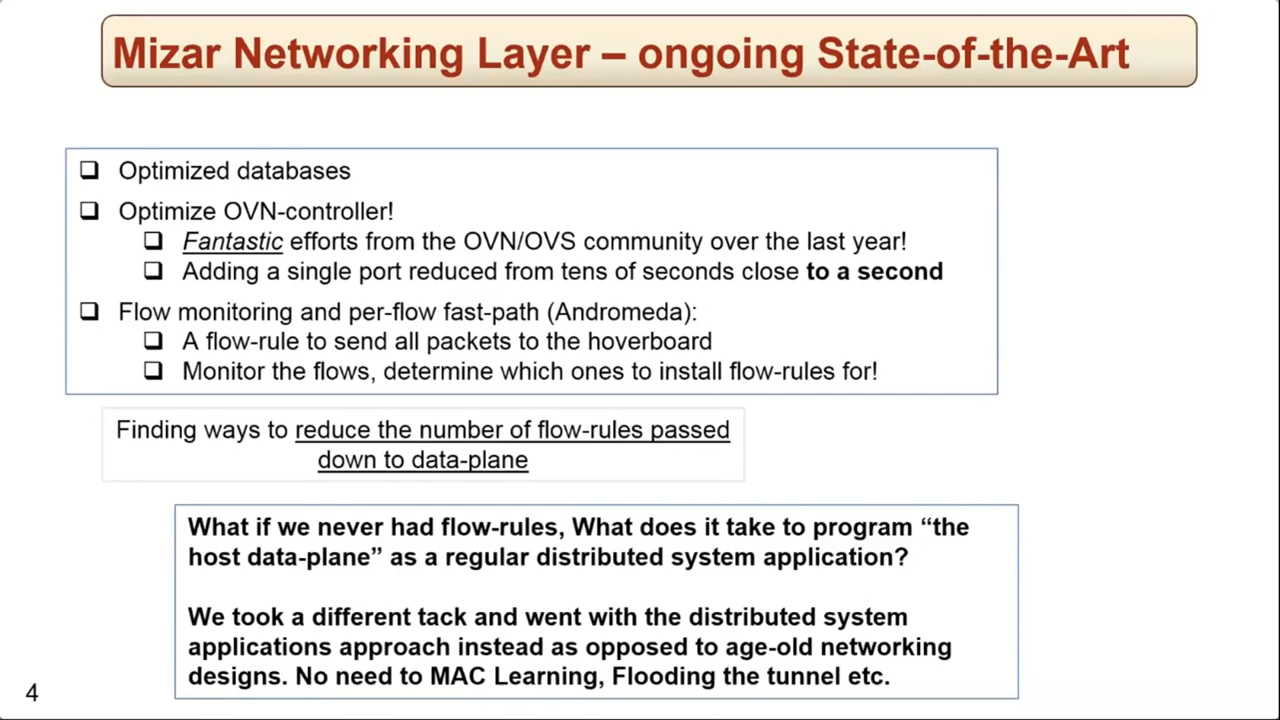 Mizar Networking Layer – ongoing State-of-the-Art
❑ Optimized databases
❑ Optimize OVN-controller!
❑ Fantastic efforts from the OVN/OVS community over the last year!
❑ Adding a single port reduced from tens of seconds close to a second
❑ Flow monitoring and per-flow fast-path (Andromeda):
❑ A flow-rule to send all packets to the hoverboard
❑ Monitor the flows, determine which ones to install flow-rules for!
Finding ways to reduce the number of flow-rules passed
down to data-plane
What if we never had flow-rules, What does it take to program “the
host data-plane” as a regular distributed system application?
We took a different tack and went with the distributed system
applications approach instead as opposed to age-old networking
designs. No need to MAC Learning, Flooding the tunnel etc.
4